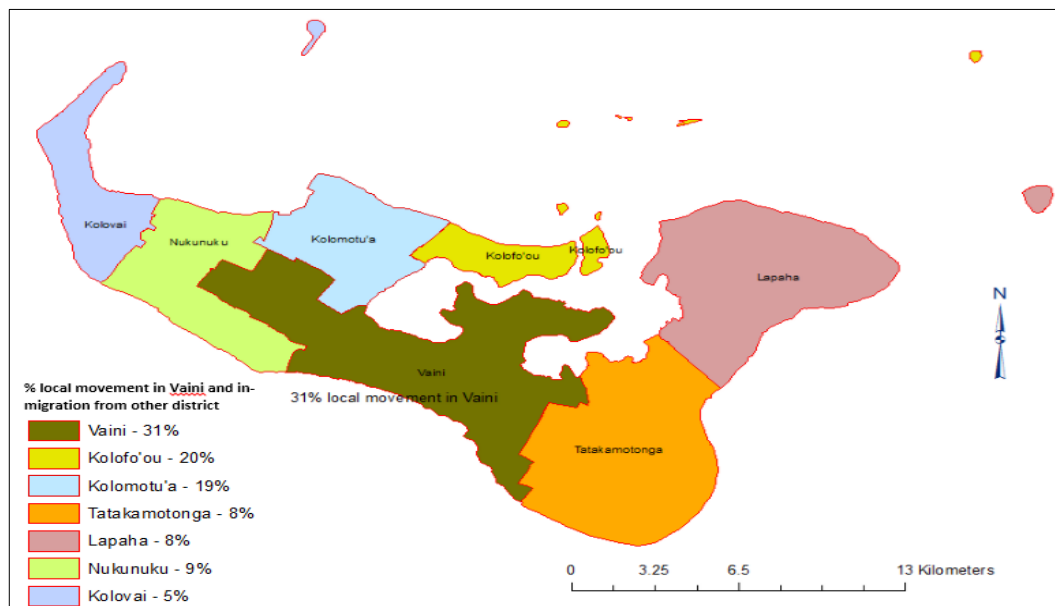 Kolovai
Nukunuku
Kolomotu'a
Kolofo'ou
Kolofo'ou
Lapaha
N
Vaini
31% local movement in Vaini
Tatakamotonga
% local movement in Vaini and in-
migration from other district
Vaini - 31%
Kolofo'ou - 20%
Kolomotu'a - 19%
Tatakamotonga - 8%
Lapaha - 8%
Nukunuku - 9%
Kolovai - 5%
0 3.25 6.5 13 Kilometers